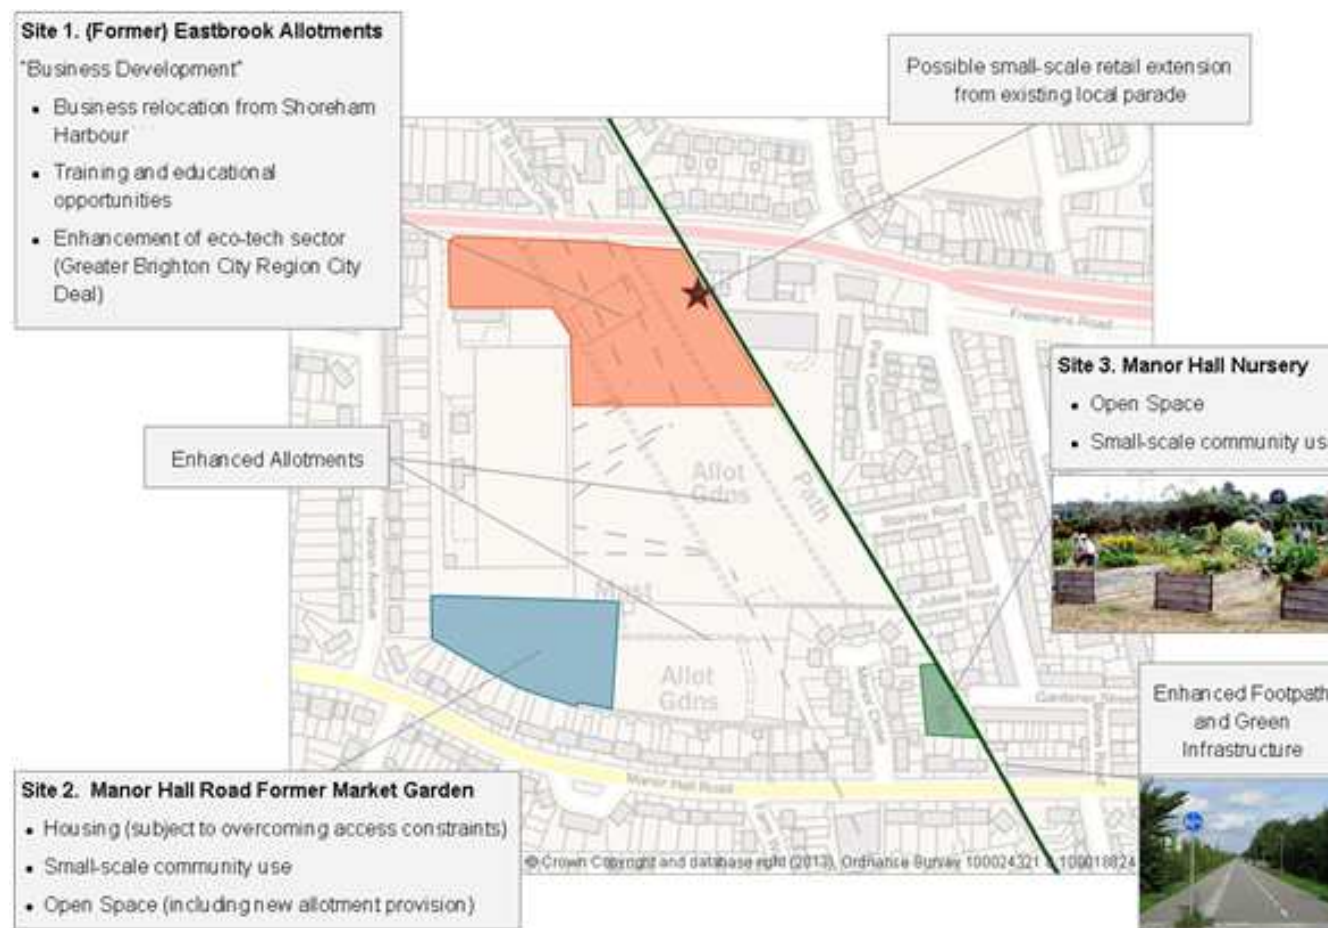 Site 1. (Former) Eastbrook Allotments
"Business Development"
• Business relocation from Shoreham
Harbour
• Training and educational
opportunities
• Enhancement of eco-tech sector
(Greater Brighton City Region City
Deal)
Possible small-scale retail extension
from existing local parade
Site 3. Manor Hall Nursery
• Open Space
• Small-scale community us
Enhanced Allotments
Allot
Gdns
Path
Manor Close
Allot
Gdns
Manor Hall Road
Enhanced Footpath
and Green
Infrastructure
Site 2. Manor Hall Road Former Market Garden
• Housing (subject to overcoming access constraints)
• Small-scale community use
• Open Space (including new allotment provision)
© Crown Copyright and database right (2013), Ordnance Survey 100024321 & 100018824